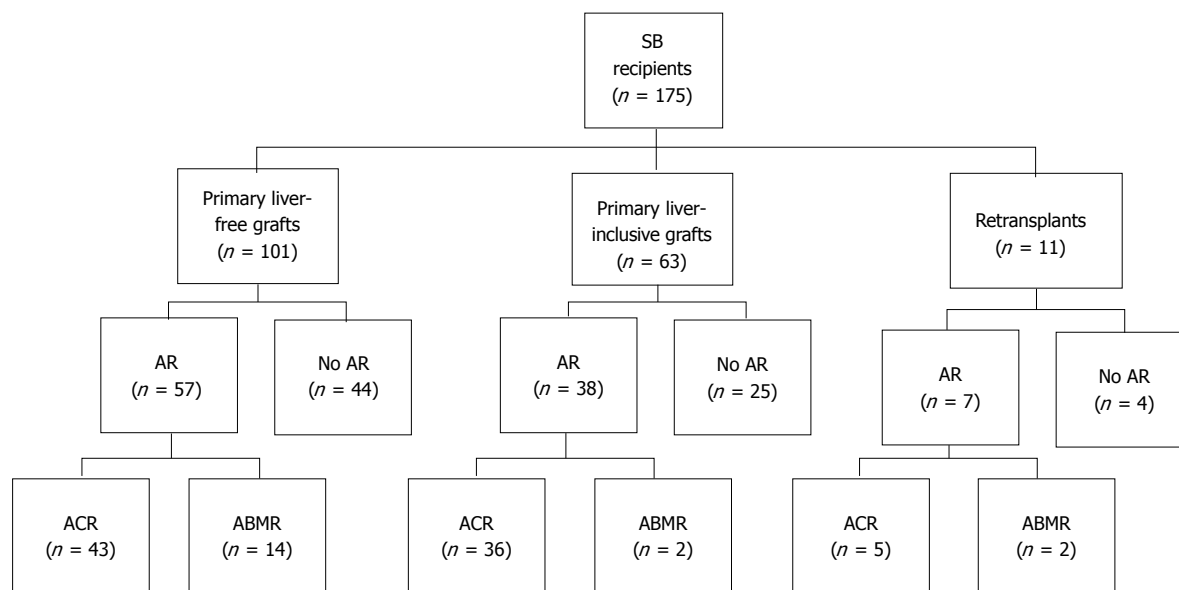 SB
recipients
(n = 175)
Primary liver-
free grafts
(n = 101)
Primary liver-
inclusive grafts
(n = 63)
Retransplants
(n = 11)
AR
(n = 57)
No AR
(n = 44)
AR
(n = 38)
No AR
(n = 25)
AR
(n = 7)
No AR
(n = 4)
ACR
(n = 43)
ABMR
(n = 14)
ACR
(n = 36)
ABMR
(n = 2)
ACR
(n = 5)
ABMR
(n = 2)